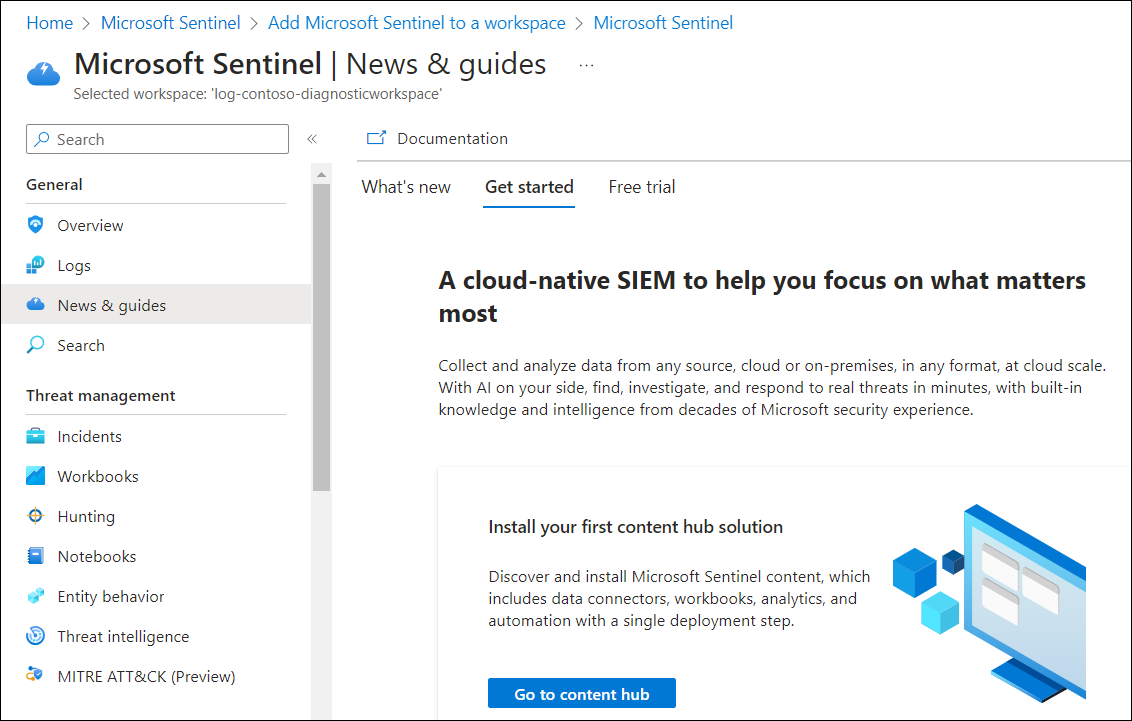 Home > Microsoft Sentinel > Add Microsoft Sentinel to a workspace > Microsoft Sentinel
Microsoft Sentinel | News & guides ...
Selected workspace: 'log-contoso-diagnosticworkspace'
Search
«
Documentation
General
Overview
Logs
News & guides
Search
Threat management
Incidents
Workbooks
Hunting
Notebooks
Entity behavior
Threat intelligence
MITRE ATT&CK (Preview)
What's new Get started Free trial
A cloud-native SIEM to help you focus on what matters
most
Collect and analyze data from any source, cloud or on-premises, in any format, at cloud scale.
With AI on your side, find, investigate, and respond to real threats in minutes, with built-in
knowledge and intelligence from decades of Microsoft security experience.
Install your first content hub solution
Discover and install Microsoft Sentinel content, which
includes data connectors, workbooks, analytics, and
automation with a single deployment step.
Go to content hub